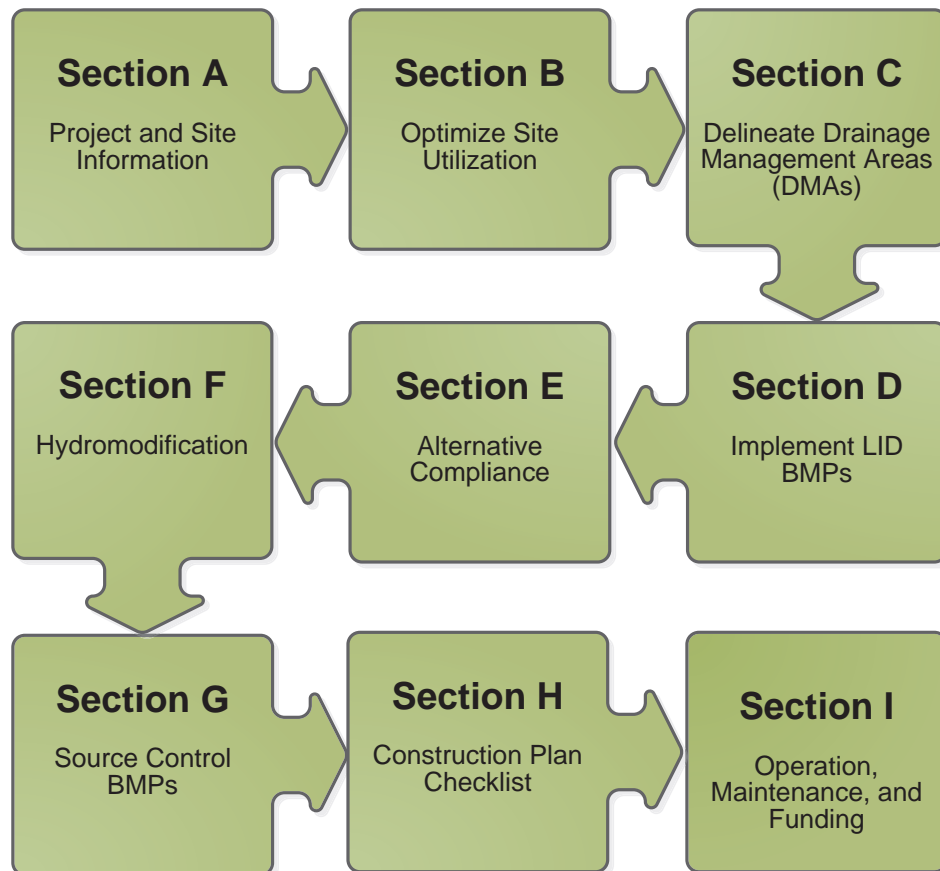 Section A
Project and Site
Information
Section B
Optimize Site
Utilization
Section C
Delineate Drainage
Management Areas
(DMAs)
Section D
Implement LID
BMPs
Section E
Alternative
Compliance
Section F
Hydromodification
Section G
Source Control
BMPs
Section H
Construction Plan
Checklist
Section I
Operation,
Maintenance, and
Funding